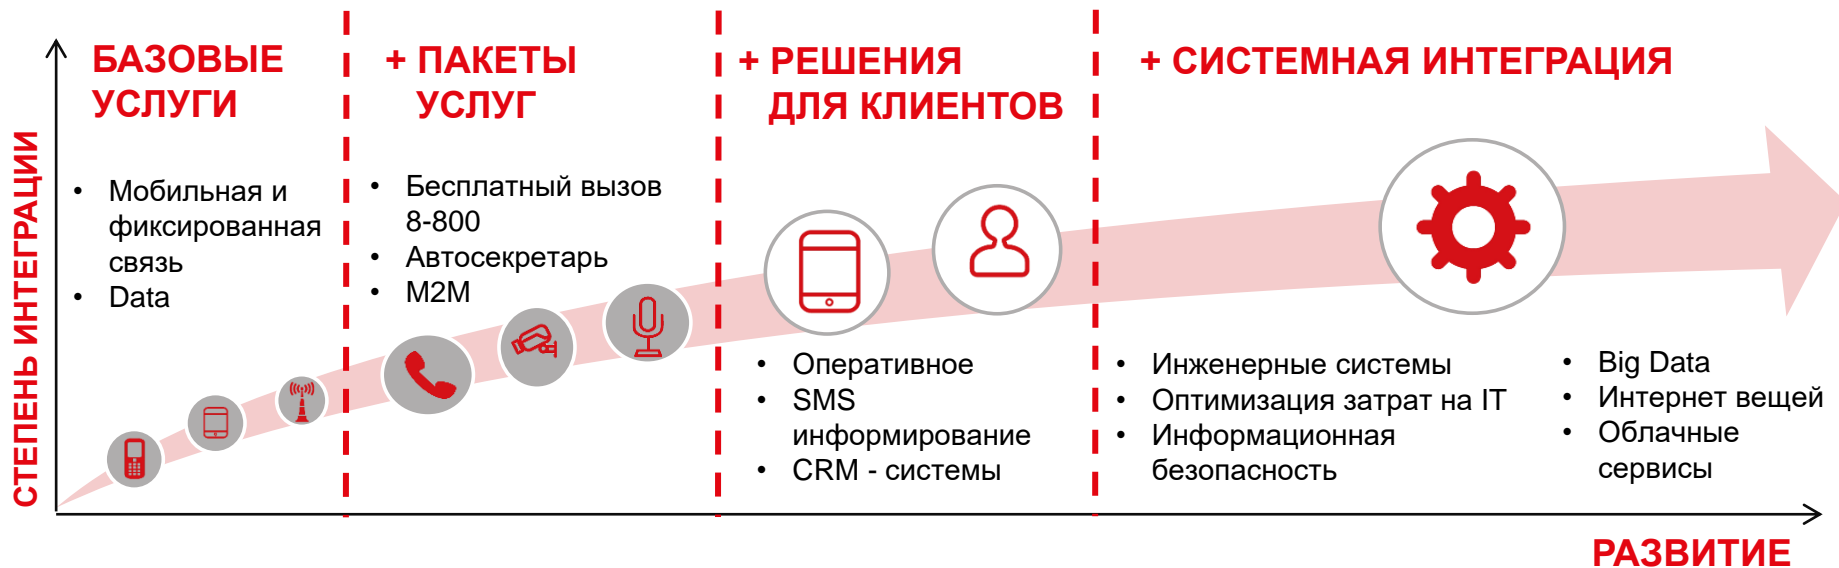 СТЕПЕНЬ ИНТЕГРАЦИИ
БАЗОВЫЕ
УСЛУГИ
• Мобильная и
фиксированная
связь
• Data
+ ПАКЕТЫ
УСЛУГ
• Бесплатный вызов
8-800
• Автосекретарь
• M2M
+ РЕШЕНИЯ
ДЛЯ КЛИЕНТОВ
• Оперативное
• SMS
информирование
• CRM - системы
+ СИСТЕМНАЯ ИНТЕГРАЦИЯ
• Инженерные системы
• Оптимизация затрат на IT
• Информационная
безопасность
• Big Data
• Интернет вещей
• Облачные
сервисы
РАЗВИТИЕ